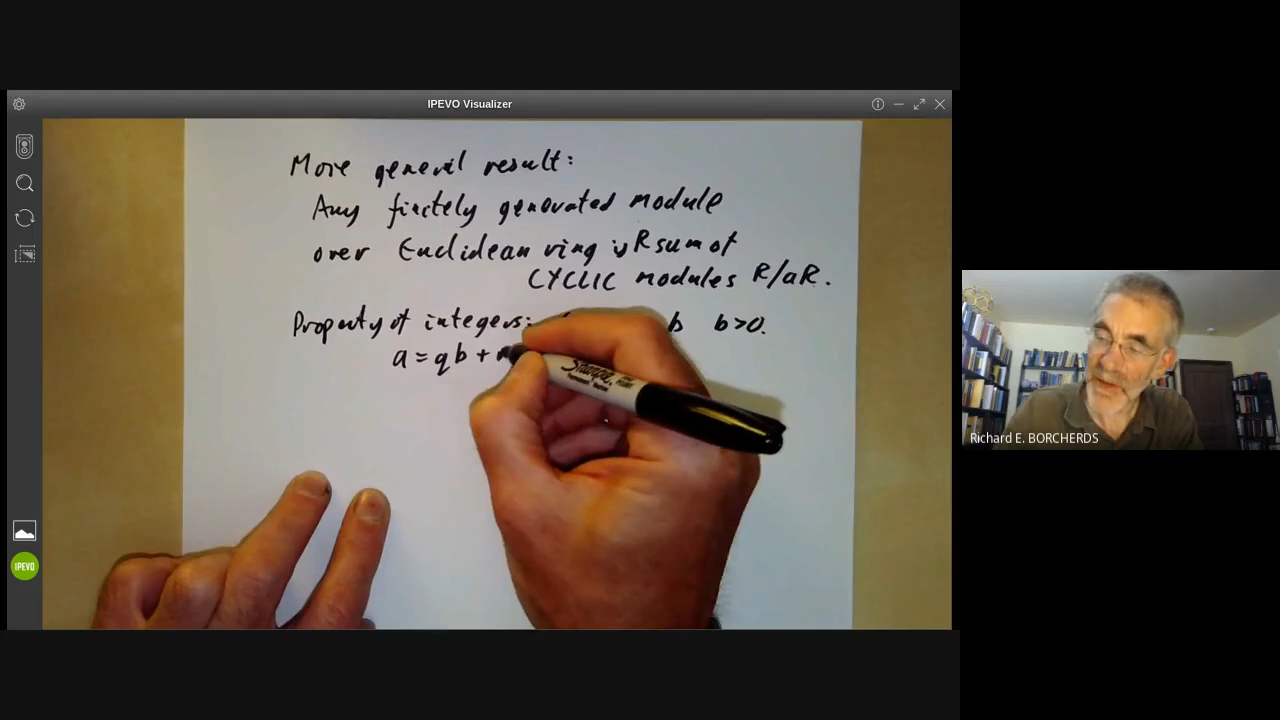 IPEVO Visualizer
More general result:
Any finitely generated module
over Euclidean ring is R sum of
CYCLIC modules R/aR.
Property of integers: b b>0.
a = qb +
Sharpie
IPEVO
Richard E. BORCHERDS